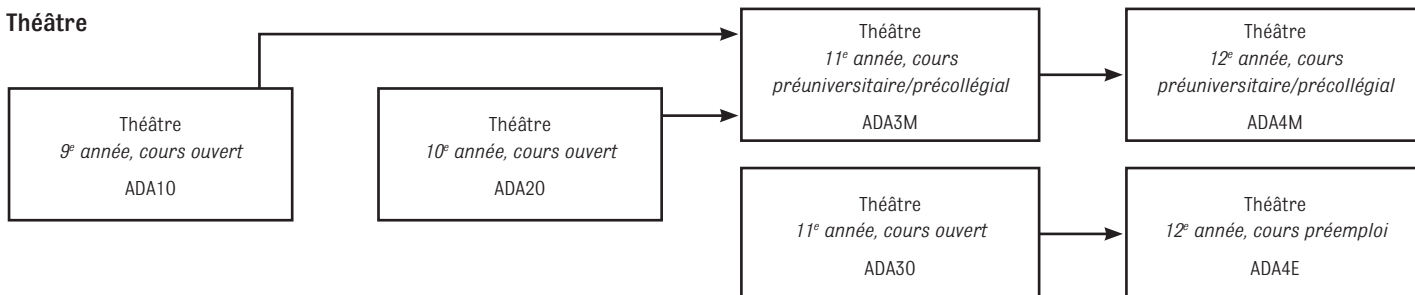 Théâtre
Théâtre
9e année, cours ouvert
ADA1O
Théâtre
10e année, cours ouvert
ADA2O
Théâtre
11e année, cours
préuniversitaire/précollégial
ADA3M
Théâtre
12e année, cours
préuniversitaire/précollégial
ADA4M
Théâtre
11e année, cours ouvert
ADA3O
Théâtre
12e année, cours préemploi
ADA4E